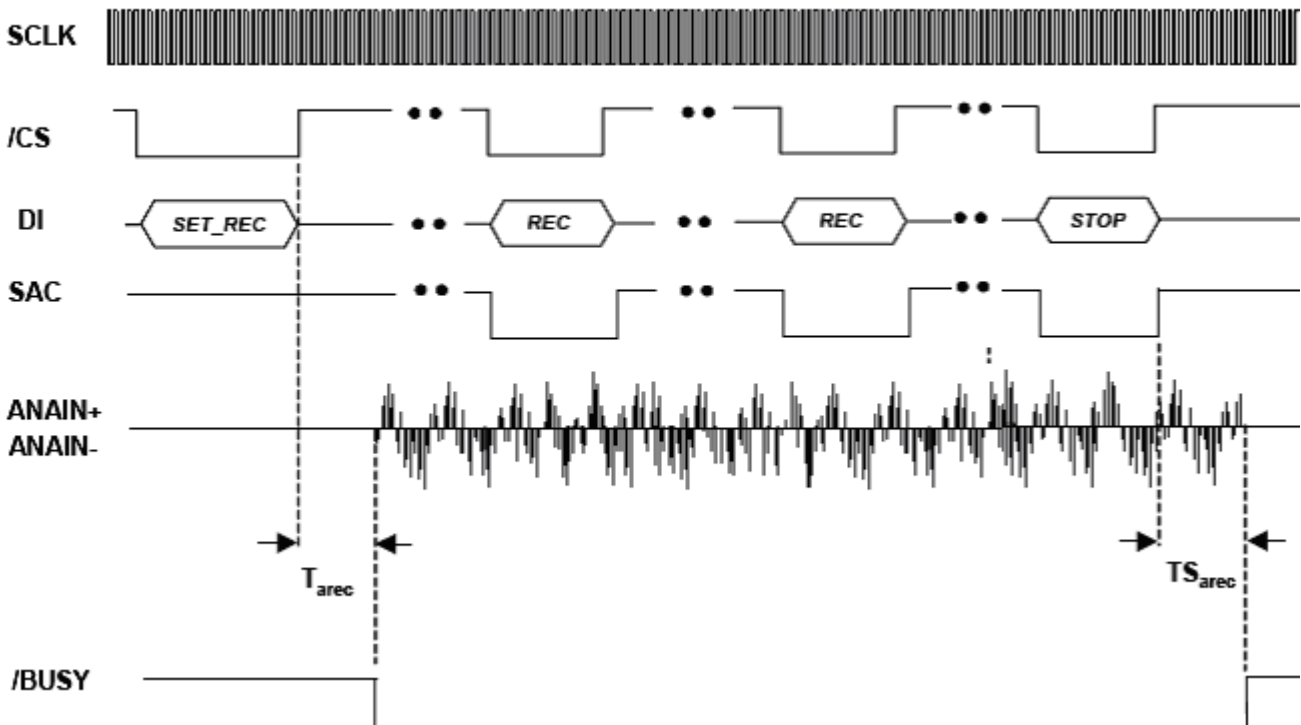 SCLK
/CS
DI
SET_REC
REC
REC
STOP
SAC
ANAIN+
ANAIN-
Tarec
TSarec
/BUSY